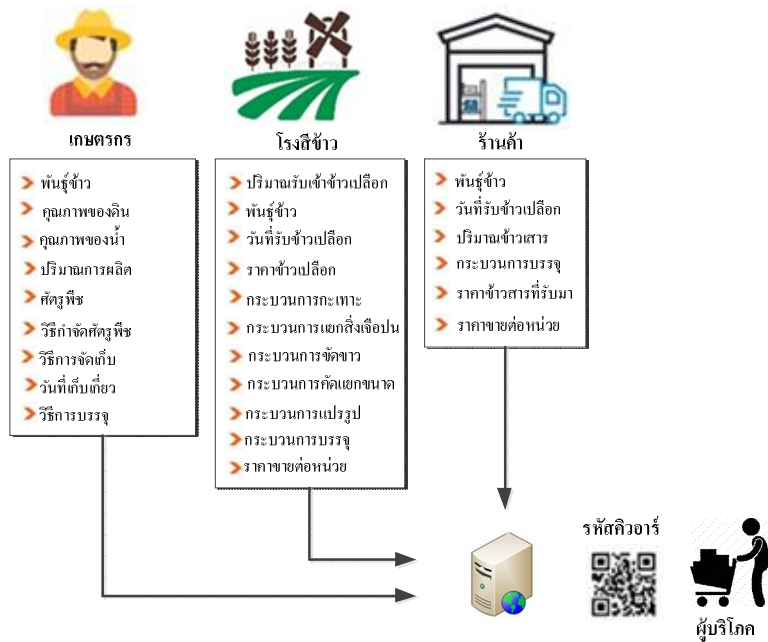 เกษตรกร
พันธุ์ข้าว
คุณภาพของดิน
คุณภาพของน้ำ
ปริมาณการผลิต
ศัตรูพืช
วิธีกำจัดศัตรูพืช
วิธีการจัดเก็บ
วันที่เก็บเกี่ยว
วิธีการบรรจุ
โรงสีข้าว
ปริมาณรับเข้าข้าวเปลือก
พันธุ์ข้าว
วันที่รับข้าวเปลือก
ราคาข้าวเปลือก
กระบวนการกะเทาะ
กระบวนการแยกสิ่งเจือปน
กระบวนการขัดขาว
กระบวนการคัดแยกขนาด
กระบวนการแปรรูป
กระบวนการบรรจุ
ราคาขายต่อหน่วย
ร้านค้า
พันธุ์ข้าว
วันที่รับข้าวเปลือก
ปริมาณข้าวเสาร
กระบวนการบรรจุ
ราคาข้าวสารที่รับมา
ราคาขายต่อหน่วย
รหัสคิวอาร์
ผู้บริโภค